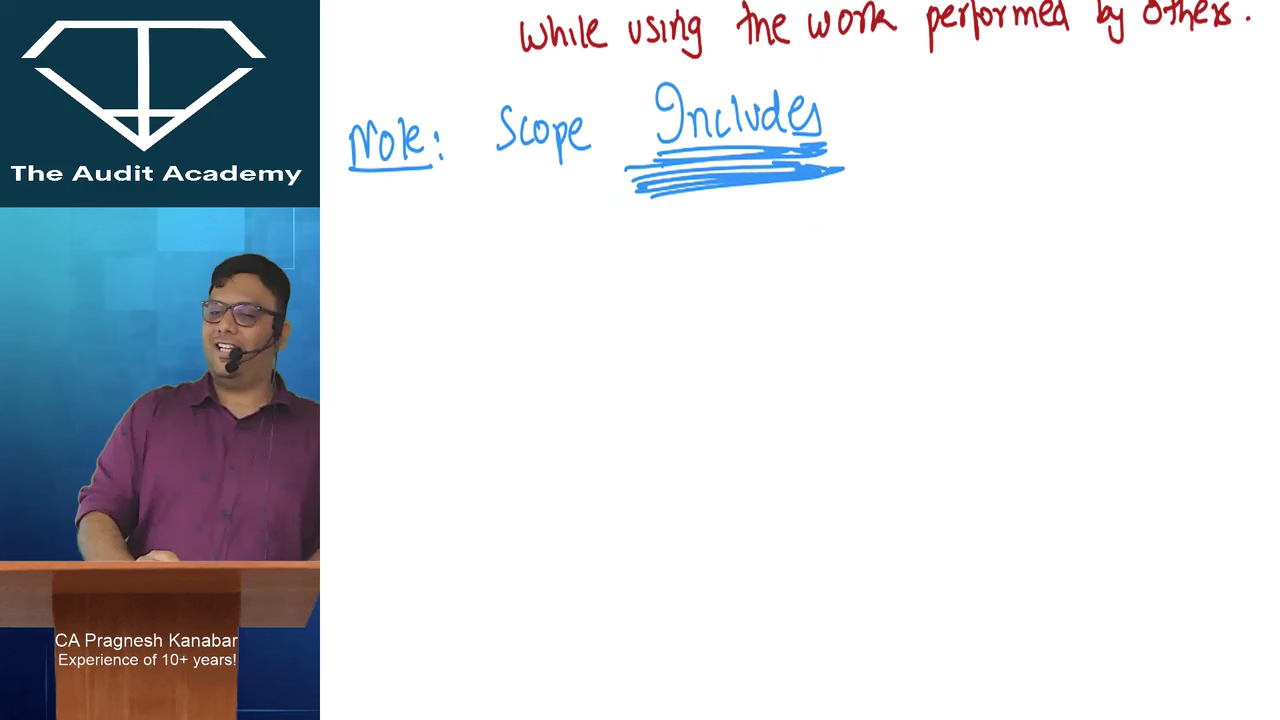 while using the work performed by others.
Note: Scope Includes
The Audit Academy
CA Pragnesh Kanabar
Experience of 10+ years!